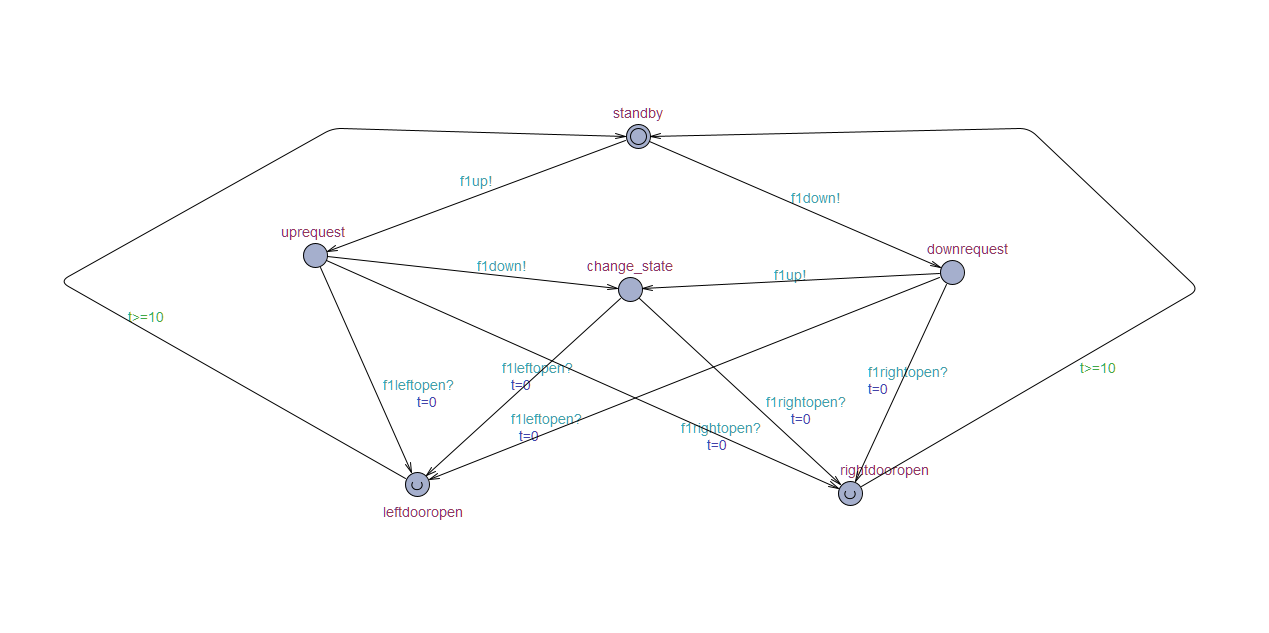 standby
f1up!
f1down!
uprequest
downrequest
f1down!
change_state
f1up!
t>=10
f1leftopen?
t=0
f1rightopen?
t=0
t>=10
f1leftopen?
t=0
f1rightopen?
t=0
f1leftopen?
t=0
f1rightopen?
t=0
rightdooropen
leftdooropen